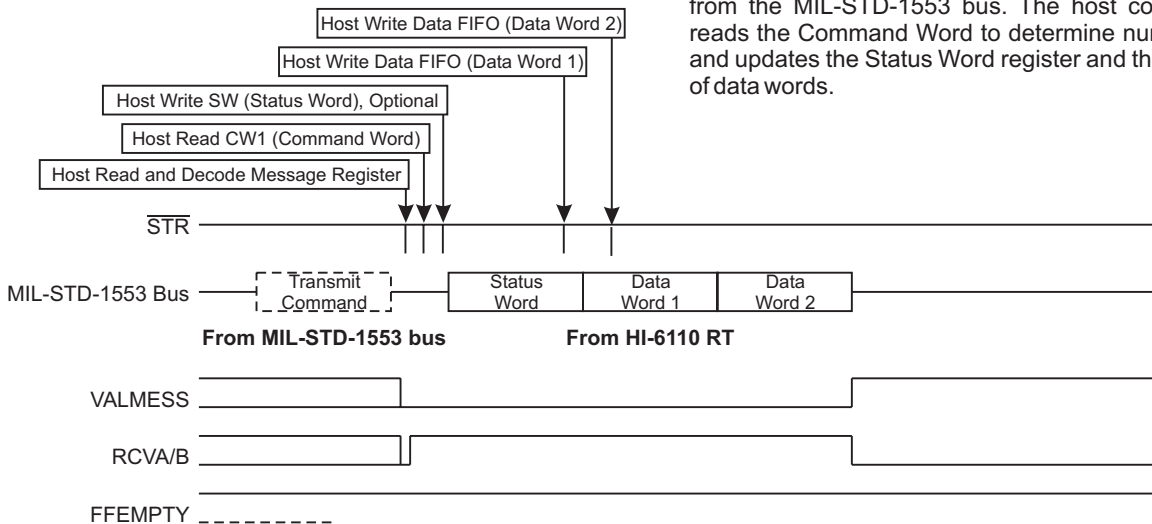 from the MIL-STD-1553 bus. The host
reads the Command Word to determine
and updates the Status Word register and
of data words.
Host Write Data FIFO (Data Word 2)
Host Write Data FIFO (Data Word 1)
Host Write SW (Status Word), Optional
Host Read CW1 (Command Word)
Host Read and Decode Message Register
STR
MIL-STD-1553 Bus
Transmit
Command
Status
Word
Data
Word 1
Data
Word 2
From MIL-STD-1553 bus
From HI-6110 RT
VALMESS
RCVA/B
FFEMPTY